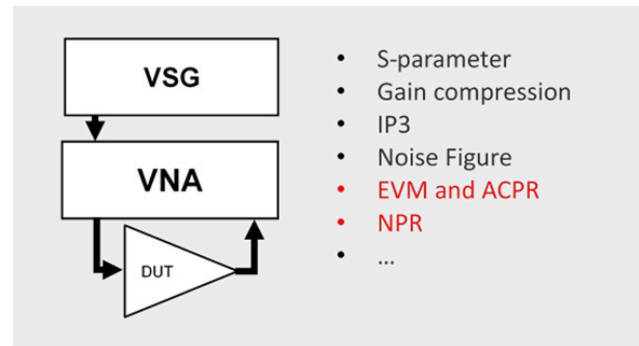 VSG
VNA
DUT
• S-parameter
• Gain compression
• IP3
• Noise Figure
• EVM and ACPR
• NPR
• ...